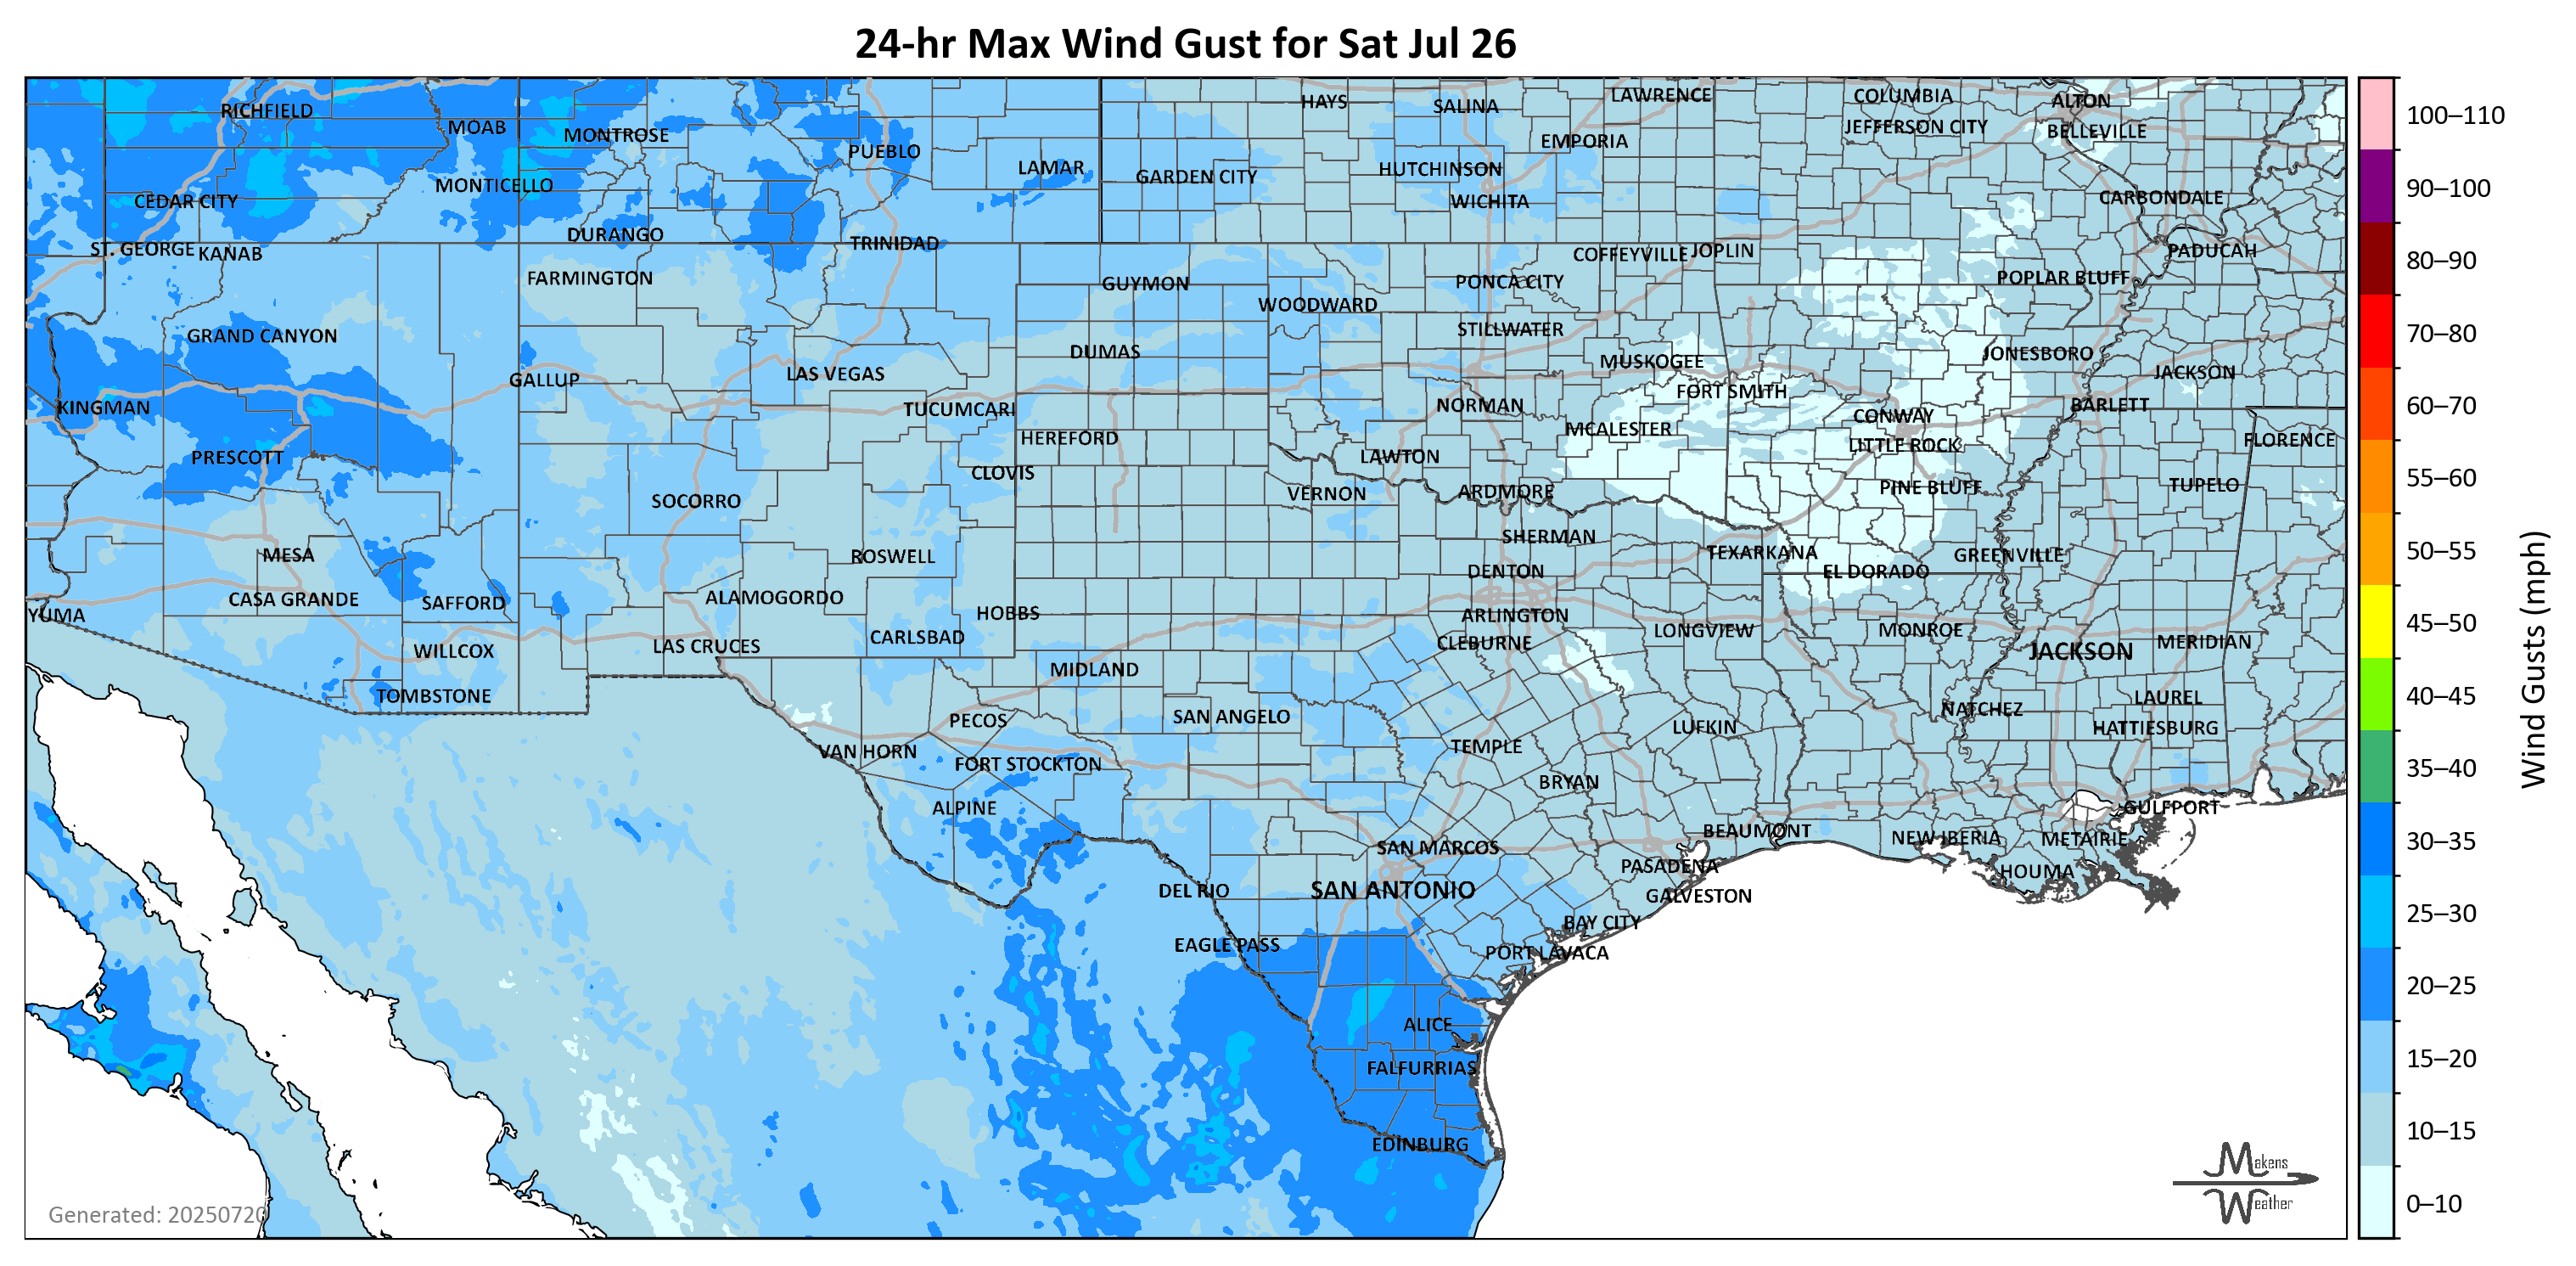 24-hr Max Wind Gust for Sat Jul 26
RICHFIELD
MOAB
MONTROSE
PUEBLO
LAMAR
GARDEN CITY
HAYS
SALINA
HUTCHINSON
EMPORIA
LAWRENCE
COLUMBIA
JEFFERSON CITY
ALTON
BELLEVILLE
CEDAR CITY
MONTICELLO
WICHITA
CARBONDALE
ST. GEORGE
KANAB
DURANGO
TRINIDAD
COFFEYVILLE
JOPLIN
PADUCAH
FARMINGTON
GUYMON
WOODWARD
PONCA CITY
POPLAR BLUFF
GRAND CANYON
DUMAS
STILLWATER
MUSKOGEE
JONESBORO
JACKSON
GALLUP
LAS VEGAS
FORT SMITH
KINGMAN
TUCUMCARI
NORMAN
CONWAY
BARLETT
HEREFORD
MCALESTER
LITTLE ROCK
FLORENCE
PRESCOTT
CLOVIS
LAWTON
SOCORRO
VERNON
ARDMORE
PINE BLUFF
TUPELO
MESA
ROSWELL
SHERMAN
TEXARKANA
GREENVILLE
CASA GRANDE
SAFFORD
ALAMOGORDO
HOBBS
DENTON
EL DORADO
YUMA
ARLINGTON
WILLCOX
LAS CRUCES
CARLSBAD
CLEBURNE
LONGVIEW
MONROE
JACKSON
MERIDIAN
TOMBSTONE
MIDLAND
PECOS
SAN ANGELO
LUFKIN
NATCHEZ
LAUREL
HATTIESBURG
VAN HORN
FORT STOCKTON
TEMPLE
BRYAN
ALPINE
GULFPORT
SAN MARCOS
BEAUMONT
NEW IBERIA
METAIRIE
DEL RIO
SAN ANTONIO
PASADENA
GALVESTON
HOUMA
EAGLE PASS
BAY CITY
PORT LAVACA
ALICE
FALFURRIAS
EDINBURG
Generated: 20250720
Makens
Weather
100–110
90–100
80–90
70–80
60–70
55–60
50–55
45–50
40–45
35–40
30–35
25–30
20–25
15–20
10–15
0–10
Wind Gusts (mph)